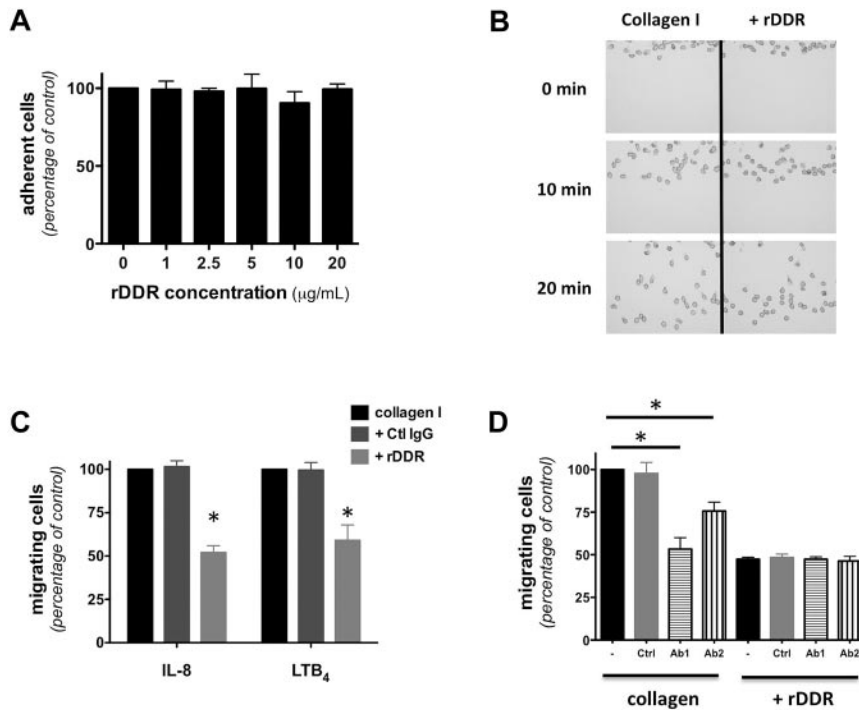 A
adherent cells
(percentage of control)
100
50
0
0 1 2.5 5 10 20
rDDR concentration (µg/mL)
B
Collagen I + rDDR
0 min
10 min
20 min
C
collagen I
+ Ctl IgG
+ rDDR
migrating cells
(percentage of control)
100
75
50
25
0
* *
IL-8 LTB4
D
*
*
migrating cells
(percentage of control)
100
75
50
25
0
- Ctrl Ab1 Ab2 - Ctrl Ab1 Ab2
collagen + rDDR